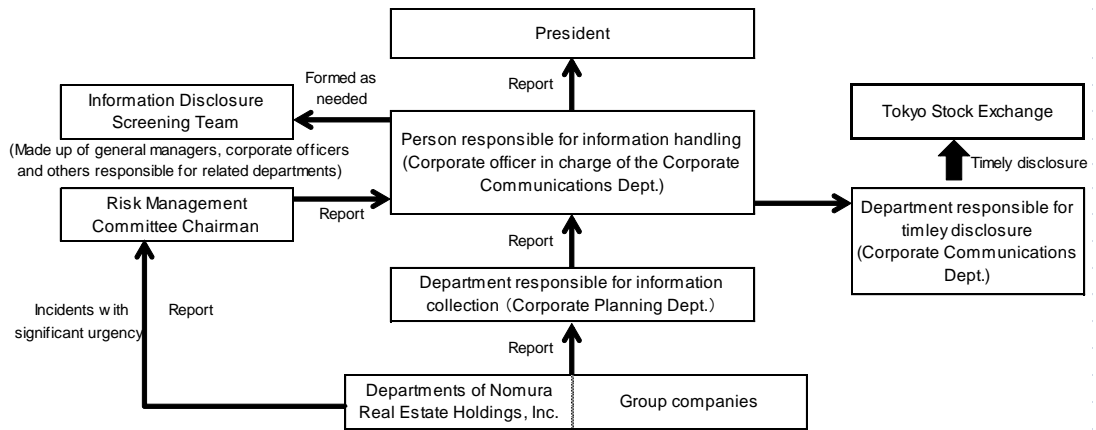 President
Formed as
needed
Report
Information Disclosure
Screening Team
(Made up of general managers, corporate officers
and others responsible for related departments)
Person responsible for information handling
(Corporate officer in charge of the Corporate
Communications Dept.)
Tokyo Stock Exchange
Timely disclosure
Risk Management
Committee Chairman
Report
Department responsible for
timley disclosure
(Corporate Communications
Dept.)
Report
Department responsible for information
collection (Corporate Planning Dept.)
Incidents with
significant urgency
Report
Report
Departments of Nomura
Real Estate Holdings, Inc.
Group companies